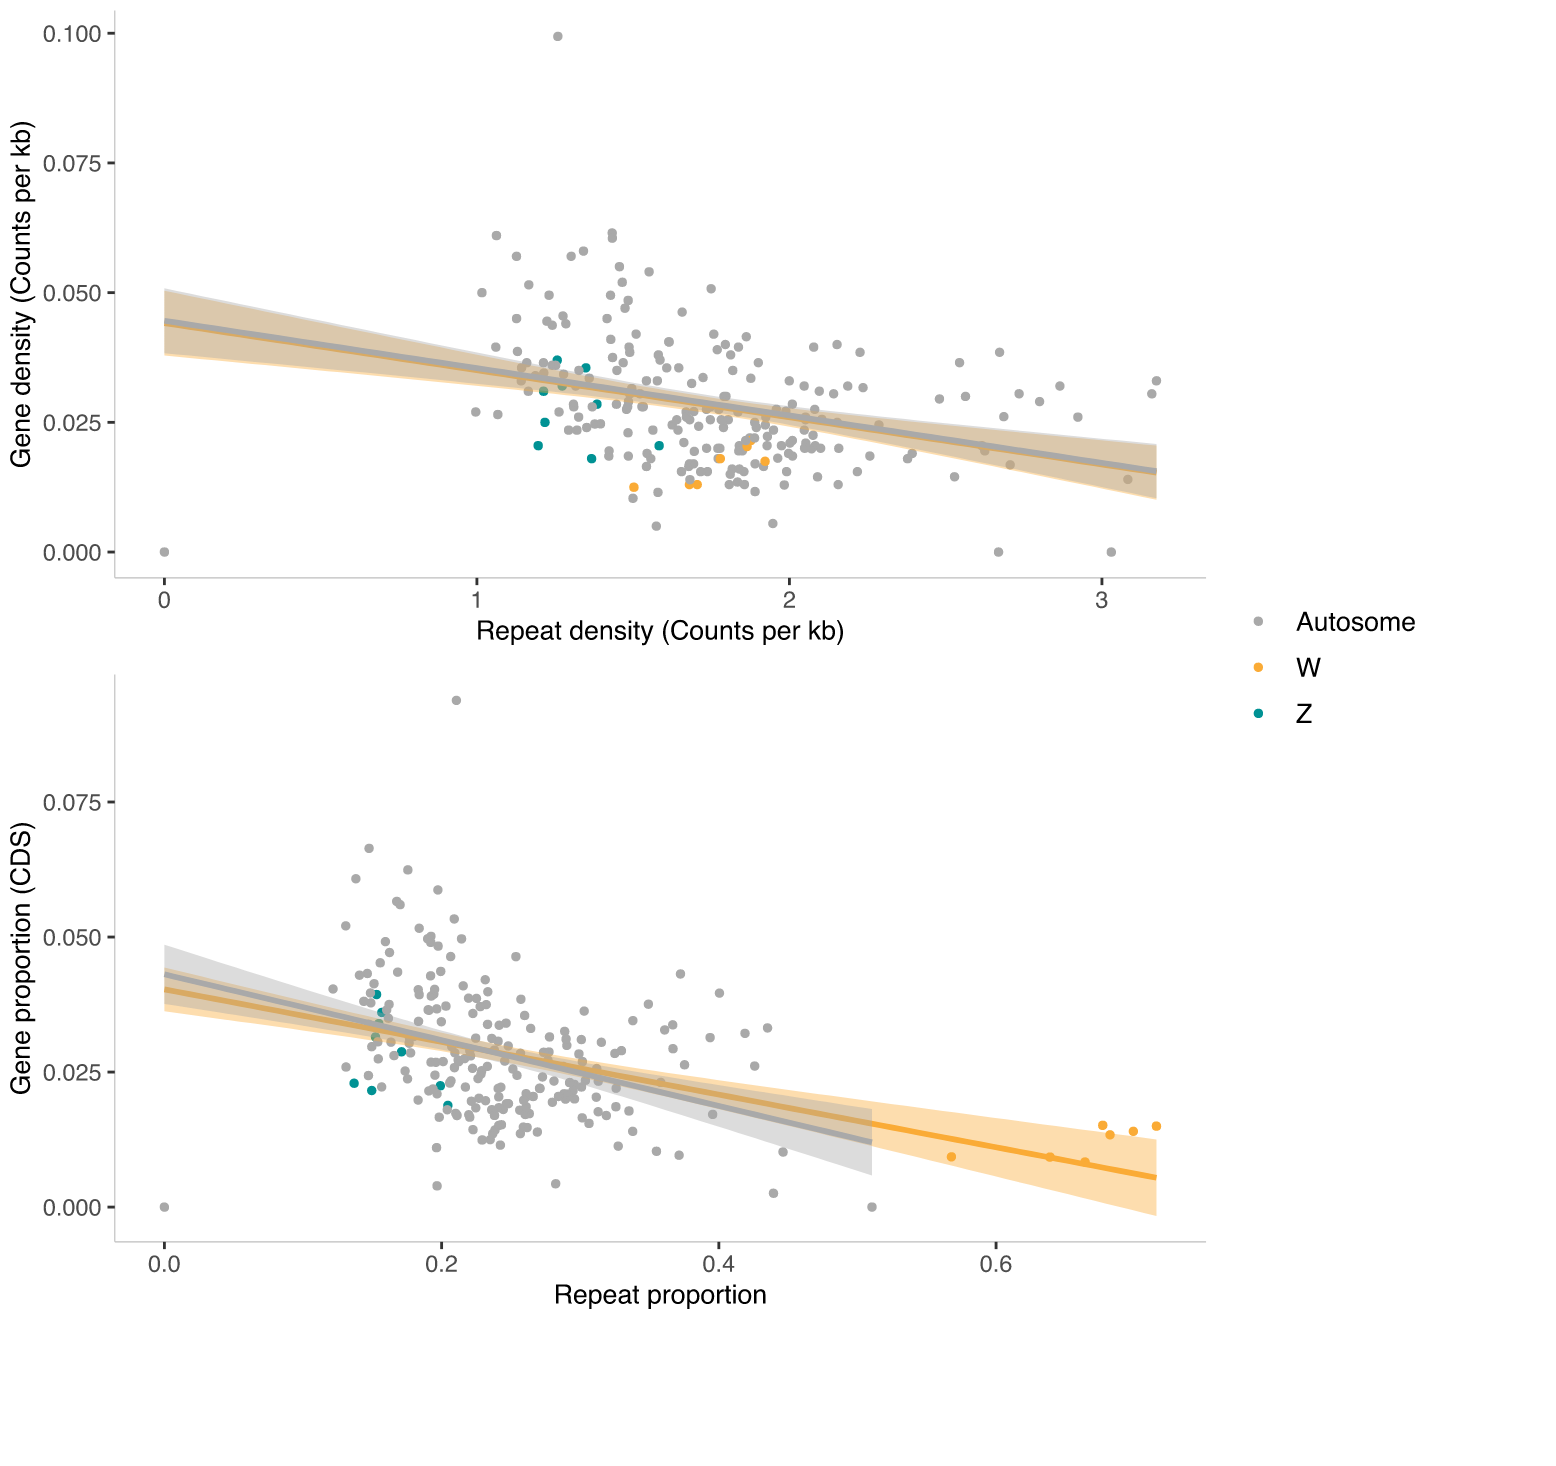 0.100
0.075
0.050
0.025
0.000
Gene density (Counts per kb)
0
1
2
3
Repeat density (Counts per kb)
Autosome
W
Z
0.075
0.050
0.025
0.000
Gene proportion (CDS)
0.0
0.2
0.4
0.6
Repeat proportion